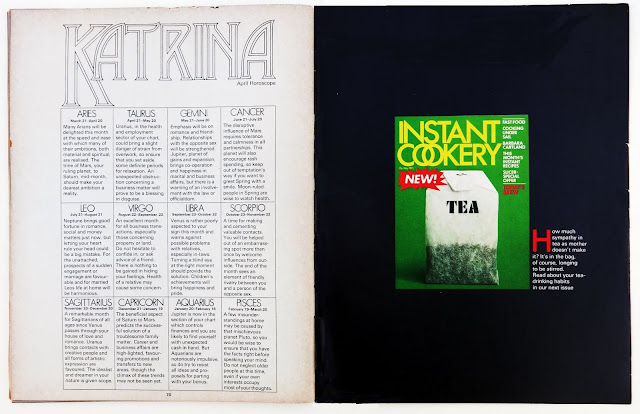 KATRINA
April Horoscope
ARIES
March 21-April 20
Many Arians will be
delighted this month
at the speed and ease
with which many of
their ambitions, both
material and spiritual,
are realised. The
time of Mars, your
ruling planet, to
Saturn, mid-month,
should make your
dearest ambition a
reality.
TAURUS
April 21-May 20
Uranus, in the health
and employment
sector of your chart,
could bring a slight
danger of strain from
overwork, so ensure
that you set aside
some definite periods
for relaxation. An
unexpected obstruc-
tion concerning a
business matter will
prove to be a blessing
in disguise.
GEMINI
May 21-June 20
Emphasis will be on
romance and friend-
ship. Relationships
with the opposite sex
will be strengthened.
Jupiter, planet of
gains and expansion,
brings co-operation
and happiness in
marital and business
affairs, but there is a
warning of an involve-
ment with the law or
officialdom.
CANCER
June 21-July 20
The disruptive
influence of Mars
requires tolerance
and calmness in all
partnerships. This
planet will also
encourage rash
spending, so keep
out of temptation's
way if you want to
greet Spring with a
smile. Moon-ruled
people in Spring are
wise to watch health.
LEO
July 21-August 21
Neptune brings good
fortune in romance,
social and money
matters just now, but
letting your heart
rule your head could
be a big mistake. For
the unattached,
prospects of a sudden
engagement or
marriage are favour-
able and for married
Leos life at home will
be harmonious.
VIRGO
August 22-September 22
An excellent month
for all business trans-
actions, especially
those concerning
property or land.
Do not hesitate to
confide in, or ask
advice of a partner.
There is nothing to
be gained in hiding
your feelings. Health
of a relative may
cause some concern.
LIBRA
September 23-October 22
Venus is rather poorly
aspected to your
sign this month and
warns against
possible problems
with relatives,
especially in-laws.
Turning a blind eye
at the right moment
should provide the
solution. Children's
achievements will
bring happiness and
pride.
SCORPIO
October 23-November 22
A time for making
and cementing
valuable contacts.
You will be helped
out of an embarras-
sing spot more than
once by welcome
influences from out-
side. The end of the
month sees an
element of friendly
rivalry between you
and a person of the
opposite sex.
SAGITTARIUS
November 23-December 20
A remarkable month
for Sagittarians of all
ages since Venus
passes through your
house of love and
romance. Uranus
brings contacts with
creative people and
all forms of artistic
expression are
favoured. The idealist
and dreamer in your
nature is given scope.
CAPRICORN
December 21-January 19
The beneficial aspect
of Saturn to Mars,
predicts the success-
ful solution of a
troublesome family
matter. Career and
business affairs are
high-lighted, favour-
ing promotions and
transfers to new
areas, though the
climax of these trends
may not be seen yet.
AQUARIUS
January 20-February 18
Jupiter is now in the
section of your chart
which controls
finances and you are
likely to find yourself
with unexpected
cash in hand. But
Aquarians are
notoriously impulsive,
so do try to resist
all ideas and pro-
posals for parting
with your bonus.
PISCES
February 19-March 20
A few misunder-
standings at home
may be caused by
that mischievous
planet Pluto, so you
would be wise to
ensure that you have
the facts right before
speaking your mind.
Do not neglect older
people at this time,
even if your own
interests occupy
most of your thoughts.
INSTANT
COOKERY
NEW!
FAST FOOD
COOKING
UNDER
SAIL
BARBARA
CARTLAND
THIS
MONTH'S
INSTANT
RECIPES
SUCER-
SPECIAL
OFFER
TEA
How much
sympathy in
tea as mother
doesn't make
it? It's in the bag,
of course, longing
to be stirred.
Read about your tea-
drinking habits
in our next issue